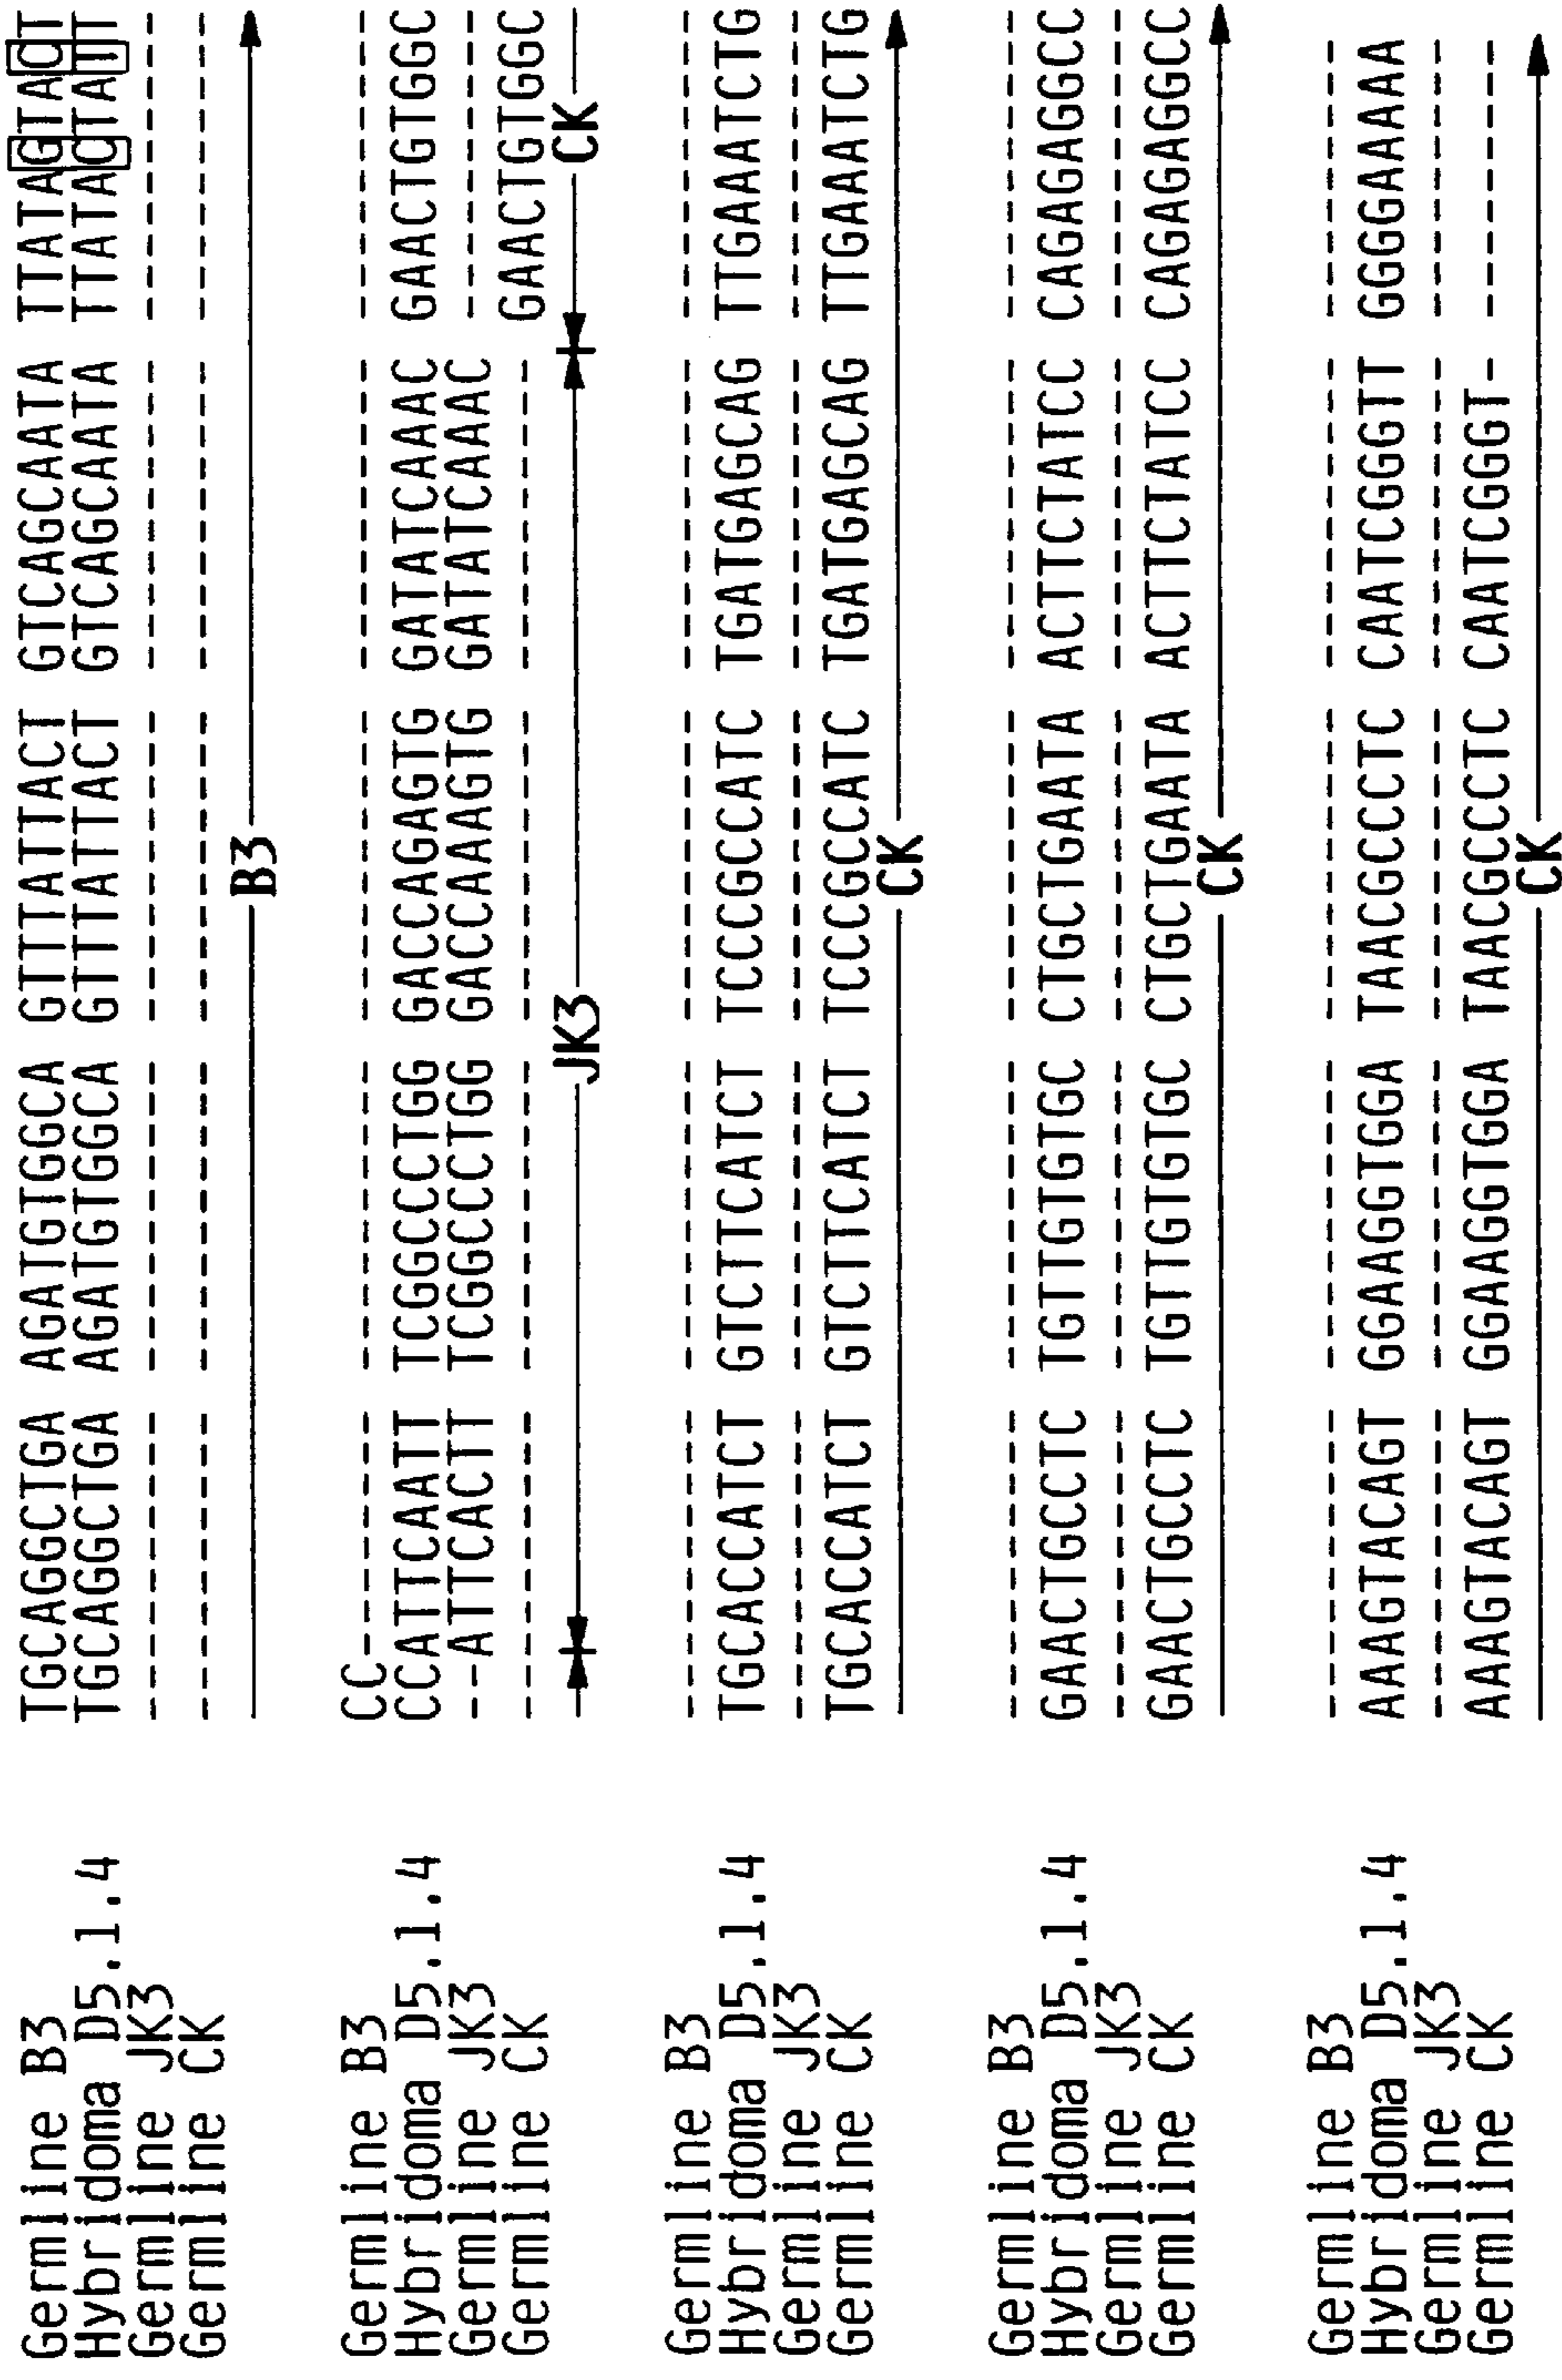 Germline B3 TGCAGGCTGA AGATGTGGCA GTTTATTACT GTCAGCAATA TTATAGTACT
Hybridoma D5.1.4 TGCAGGCTGA AGATGTGGCA GTTTATTACT GTCAGCAATA TTATACTATT
Germline JK3 ---------- ---------- ---------- ---------- ----------
Germline CK ---------- ---------- ---------- ---------- ----------
B3
Germline B3 CC-------- ---------- ---------- ---------- ----------
Hybridoma D5.1.4 CCATTCAATT TCGGCCCTGG GACCAGAGTG GATATCAAAC GAACTGTGGC
Germline JK3 --ATTCACTT TCGGCCCTGG GACCAAAGTG GATATCAAAC ----------
Germline CK ---------- ---------- ---------- ---------- GAACTGTGGC
JK3 CK
Germline B3 ---------- ---------- ---------- ---------- ----------
Hybridoma D5.1.4 TGCACCATCT GTCTTCATCT TCCCGCCATC TGATGAGCAG TTGAAATCTG
Germline JK3 ---------- ---------- ---------- ---------- ----------
Germline CK TGCACCATCT GTCTTCATCT TCCCGCCATC TGATGAGCAG TTGAAATCTG
CK
Germline B3 ---------- ---------- ---------- ---------- ----------
Hybridoma D5.1.4 GAACTGCCTC TGTTGTGTGC CTGCTGAATA ACTTCTATCC CAGAGAGGCC
Germline JK3 ---------- ---------- ---------- ---------- ----------
Germline CK GAACTGCCTC TGTTGTGTGC CTGCTGAATA ACTTCTATCC CAGAGAGGCC
CK
Germline B3 ---------- ---------- ---------- ---------- ---------
Hybridoma D5.1.4 AAAGTACAGT GGAAGGTGGA TAACGCCCTC CAATCGGGTT GGGGAAAAA
Germline JK3 ---------- ---------- ---------- ---------- ---------
Germline CK AAAGTACAGT GGAAGGTGGA TAACGCCCTC CAATCGGGT- ---------
CK